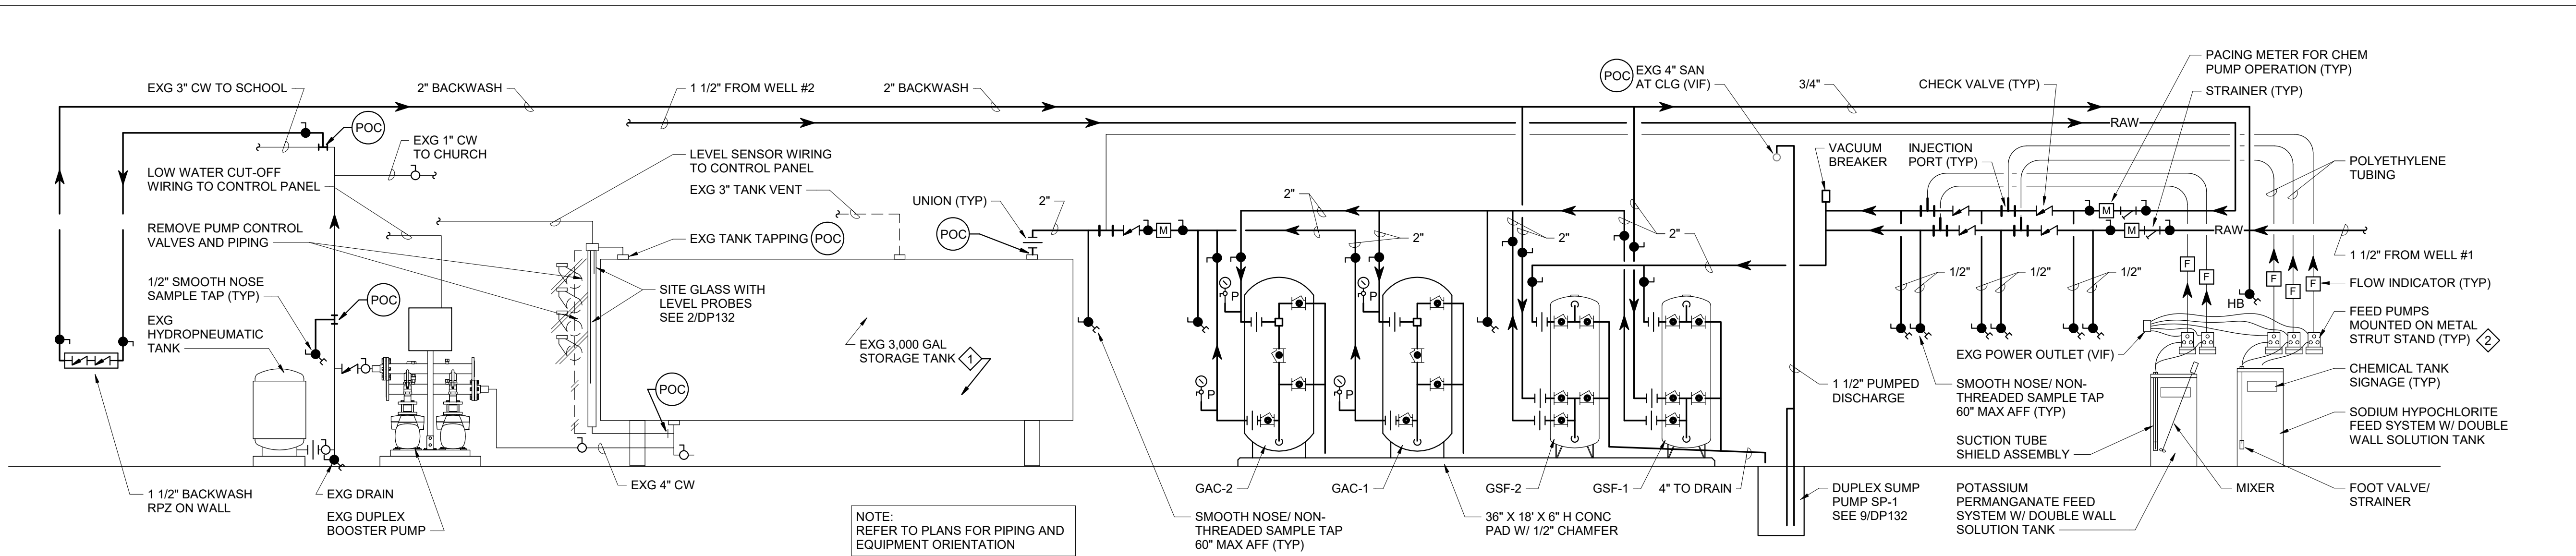 EXG 3" CW TO SCHOOL
2" BACKWASH
1 1/2" FROM WELL #2
2" BACKWASH
POC
EXG 4" SAN
AT CLG (VIF)
3/4"
CHECK VALVE (TYP)
PACING METER FOR CHEM
PUMP OPERATION (TYP)
STRAINER (TYP)
POC
EXG 1" CW
TO CHURCH
RAW
LOW WATER CUT-OFF
WIRING TO CONTROL PANEL
LEVEL SENSOR WIRING
TO CONTROL PANEL
EXG 3" TANK VENT
VACUUM
BREAKER
INJECTION
PORT (TYP)
POLYETHYLENE
TUBING
REMOVE PUMP CONTROL
VALVES AND PIPING
EXG TANK TAPPING
POC
UNION (TYP)
2"
POC
M
2"
2"
2"
2"
M
M
RAW
1 1/2" FROM WELL #1
1/2" SMOOTH NOSE
SAMPLE TAP (TYP)
POC
SITE GLASS WITH
LEVEL PROBES
SEE 2/DP132
P
P
1/2"
1/2"
1/2"
F
F
F
F
F
HB
FLOW INDICATOR (TYP)
EXG
HYDROPNEUMATIC
TANK
EXG 3,000 GAL
STORAGE TANK
1
FEED PUMPS
MOUNTED ON METAL
STRUT STAND (TYP)
2
EXG POWER OUTLET (VIF)
POC
P
P
1 1/2" PUMPED
DISCHARGE
SMOOTH NOSE/ NON-
THREADED SAMPLE TAP
60" MAX AFF (TYP)
CHEMICAL TANK
SIGNAGE (TYP)
SODIUM HYPOCHLORITE
FEED SYSTEM W/ DOUBLE
WALL SOLUTION TANK
SUCTION TUBE
SHIELD ASSEMBLY
1 1/2" BACKWASH
RPZ ON WALL
EXG DRAIN
EXG DUPLEX
BOOSTER PUMP
EXG 4" CW
GAC-2
GAC-1
GSF-2
GSF-1
4" TO DRAIN
DUPLEX SUMP
PUMP SP-1
SEE 9/DP132
POTASSIUM
PERMANGANATE FEED
SYSTEM W/ DOUBLE WALL
SOLUTION TANK
MIXER
FOOT VALVE/
STRAINER
NOTE:
REFER TO PLANS FOR PIPING AND
EQUIPMENT ORIENTATION
SMOOTH NOSE/ NON-
THREADED SAMPLE TAP
60" MAX AFF (TYP)
36" X 18' X 6" H CONC
PAD W/ 1/2" CHAMFER